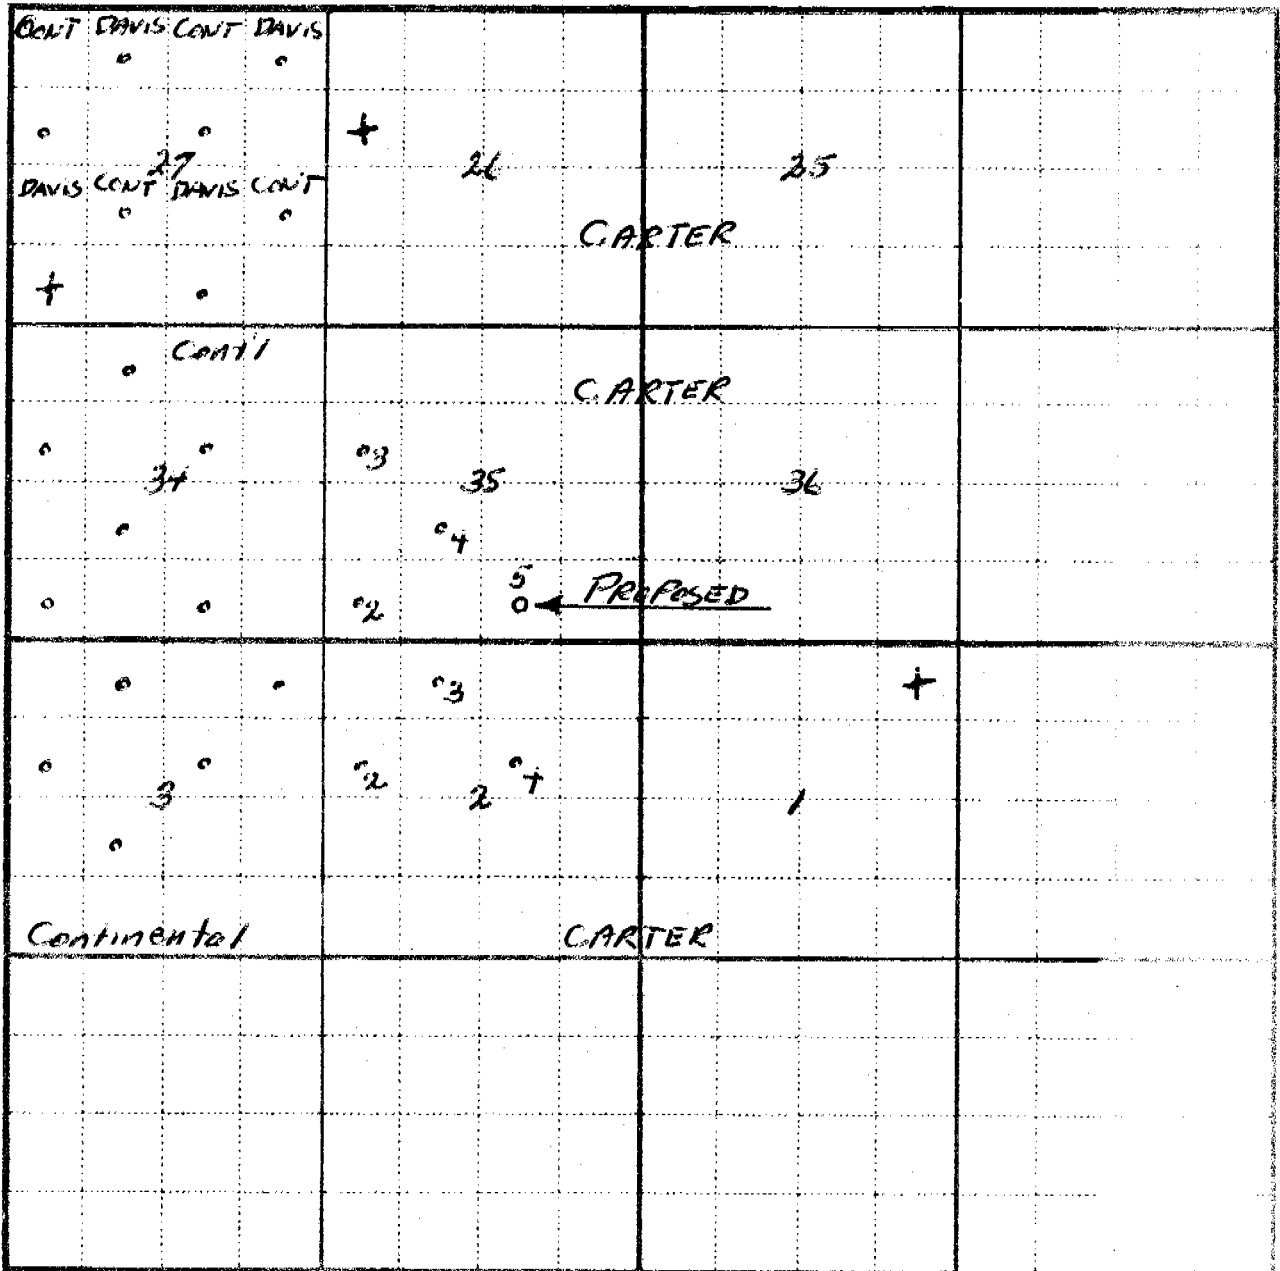 CONT DAVIS CONT DAVIS
27 26 25
DAVIS CONT DAVIS CONT
CARTER
Cont'l
CARTER
3
34 35 36
4
5
2 PROPOSED
3
2 4
3 2 1
Continental CARTER